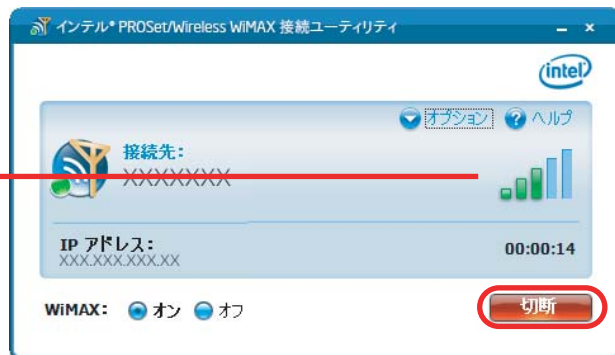 インテル® PROSet/Wireless WiMAX 接続ユーティリティ
intel
オプション ヘルプ
接続先:
XXXXXXX
IP アドレス:
XXX.XXX.XXX.XX
00:00:14
WiMAX: オン オフ
切断